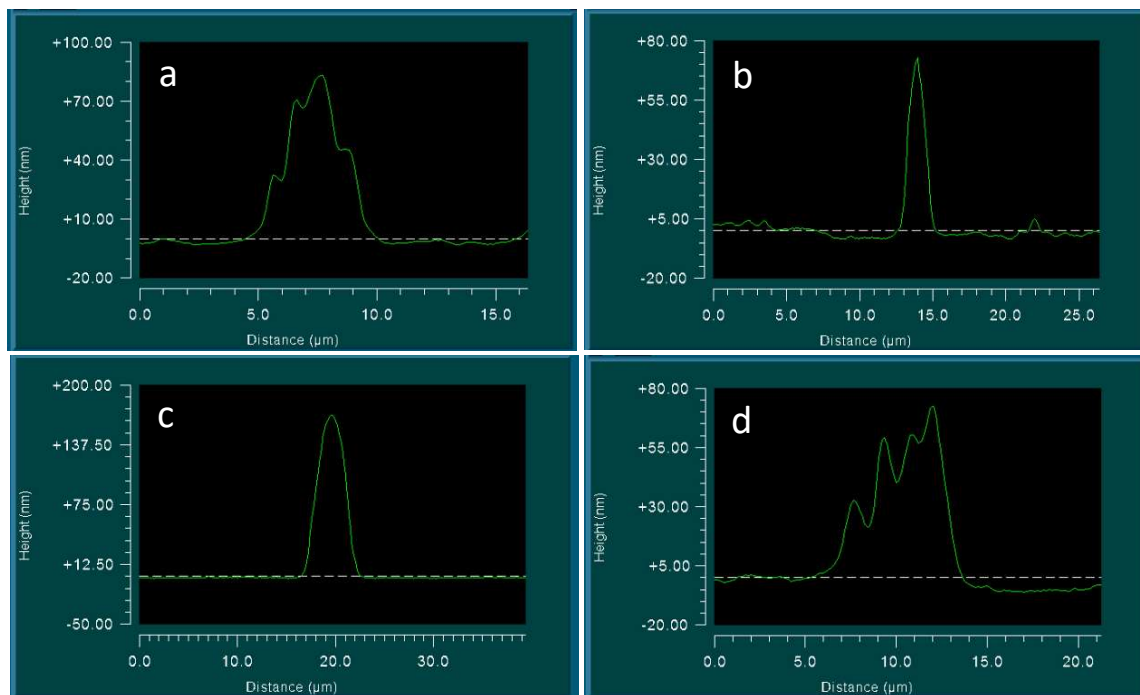 a
+100.00
+70.00
+40.00
+10.00
-20.00
Height (nm)
0.0 5.0 10.0 15.0
Distance (µm)
b
+80.00
+55.00
+30.00
+5.00
-20.00
Height (nm)
0.0 5.0 10.0 15.0 20.0 25.0
Distance (µm)
c
+200.00
+137.50
+75.00
+12.50
-50.00
Height (nm)
0.0 10.0 20.0 30.0
Distance (µm)
d
+80.00
+55.00
+30.00
+5.00
-20.00
Height (nm)
0.0 5.0 10.0 15.0 20.0
Distance (µm)